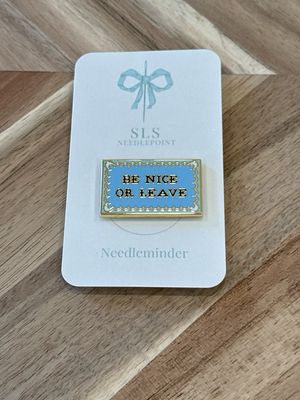 SLS
NEEDLEPOINT
BE NICE
OR LEAVE
Needleminder